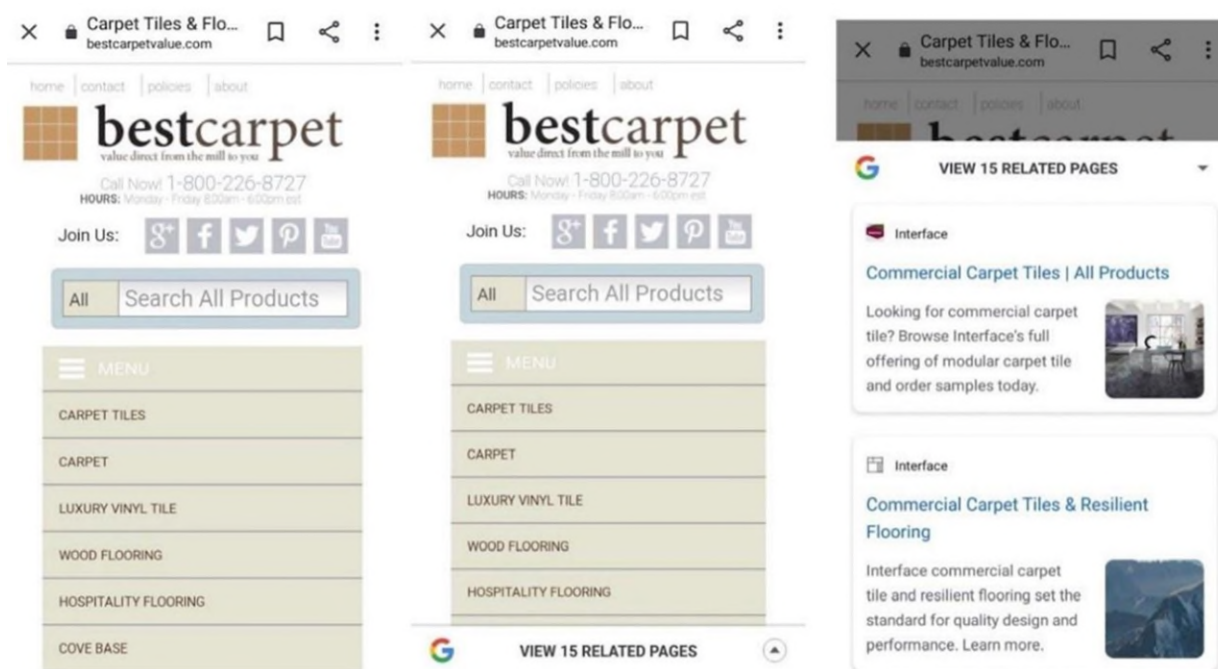 Carpet Tiles & Flo...
bestcarpetvalue.com
home contact policies about
bestcarpet
value direct from the mill to you
Call Now! 1-800-226-8727
HOURS: Monday - Friday 8:00am - 6:00pm est
Join Us: g+ f p You Tube
All Search All Products
MENU
CARPET TILES
CARPET
LUXURY VINYL TILE
WOOD FLOORING
HOSPITALITY FLOORING
COVE BASE
Carpet Tiles & Flo...
bestcarpetvalue.com
home contact policies about
bestcarpet
value direct from the mill to you
Call Now! 1-800-226-8727
HOURS: Monday - Friday 8:00am - 6:00pm est
Join Us: g+ f p You Tube
All Search All Products
MENU
CARPET TILES
CARPET
LUXURY VINYL TILE
WOOD FLOORING
HOSPITALITY FLOORING
G VIEW 15 RELATED PAGES
Carpet Tiles & Flo...
bestcarpetvalue.com
home contact policies about
bestcarpet
G VIEW 15 RELATED PAGES
Interface
Commercial Carpet Tiles | All Products
Looking for commercial carpet
tile? Browse Interface's full
offering of modular carpet tile
and order samples today.
Interface
Commercial Carpet Tiles & Resilient
Flooring
Interface commercial carpet
tile and resilient flooring set the
standard for quality design and
performance. Learn more.